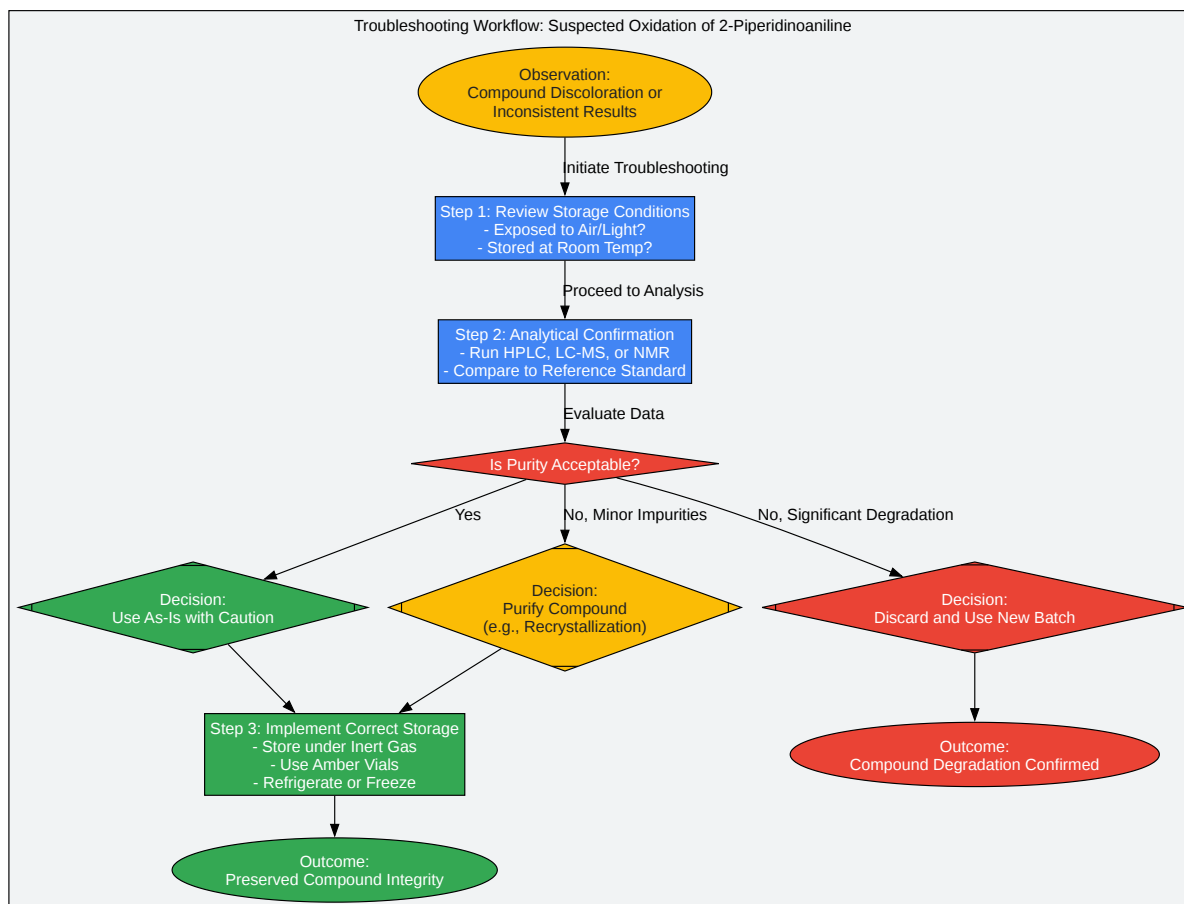 Troubleshooting Workflow: Suspected Oxidation of 2-Piperidinoaniline
Observation:
Compound Discoloration or
Inconsistent Results
Initiate Troubleshooting
Step 1: Review Storage Conditions
- Exposed to Air/Light?
- Stored at Room Temp?
Proceed to Analysis
Step 2: Analytical Confirmation
- Run HPLC, LC-MS, or NMR
- Compare to Reference Standard
Evaluate Data
Is Purity Acceptable?
Yes
No, Minor Impurities
No, Significant Degradation
Decision:
Use As-Is with Caution
Decision:
Purify Compound
(e.g., Recrystallization)
Decision:
Discard and Use New Batch
Step 3: Implement Correct Storage
- Store under Inert Gas
- Use Amber Vials
- Refrigerate or Freeze
Outcome:
Compound Degradation Confirmed
Outcome:
Preserved Compound Integrity